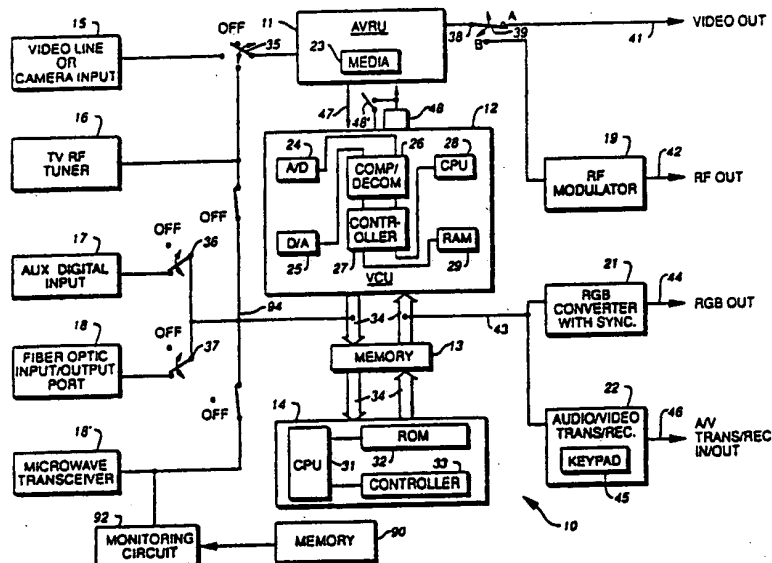 15
VIDEO LINE
OR
CAMERA INPUT
OFF
35
11
AVRU
23
MEDIA
38
A
B
39
VIDEO OUT
41
16
TV RF
TUNER
47
48'
48
12
24
A/D
26
COMP/
DECOM
28
CPU
CONTR-
OLLER
27
D/A
25
RAM
29
VCU
19
RF
MODULATOR
42
RF OUT
17
AUX DIGITAL
INPUT
OFF
36
OFF
94
21
RGB
CONVERTER
WITH SYNC.
44
RGB OUT
18
FIBER OPTIC
INPUT/OUTPUT
PORT
OFF
37
34
43
MEMORY
13
34
22
AUDIO/VIDEO
TRANS/REC.
KEYPAD
45
46
A/V
TRANS/REC
IN/OUT
18'
MICROWAVE
TRANSCEIVER
OFF
14
CPU
31
ROM
32
33
CONTROLLER
10
92
MONITORING
CIRCUIT
MEMORY
90